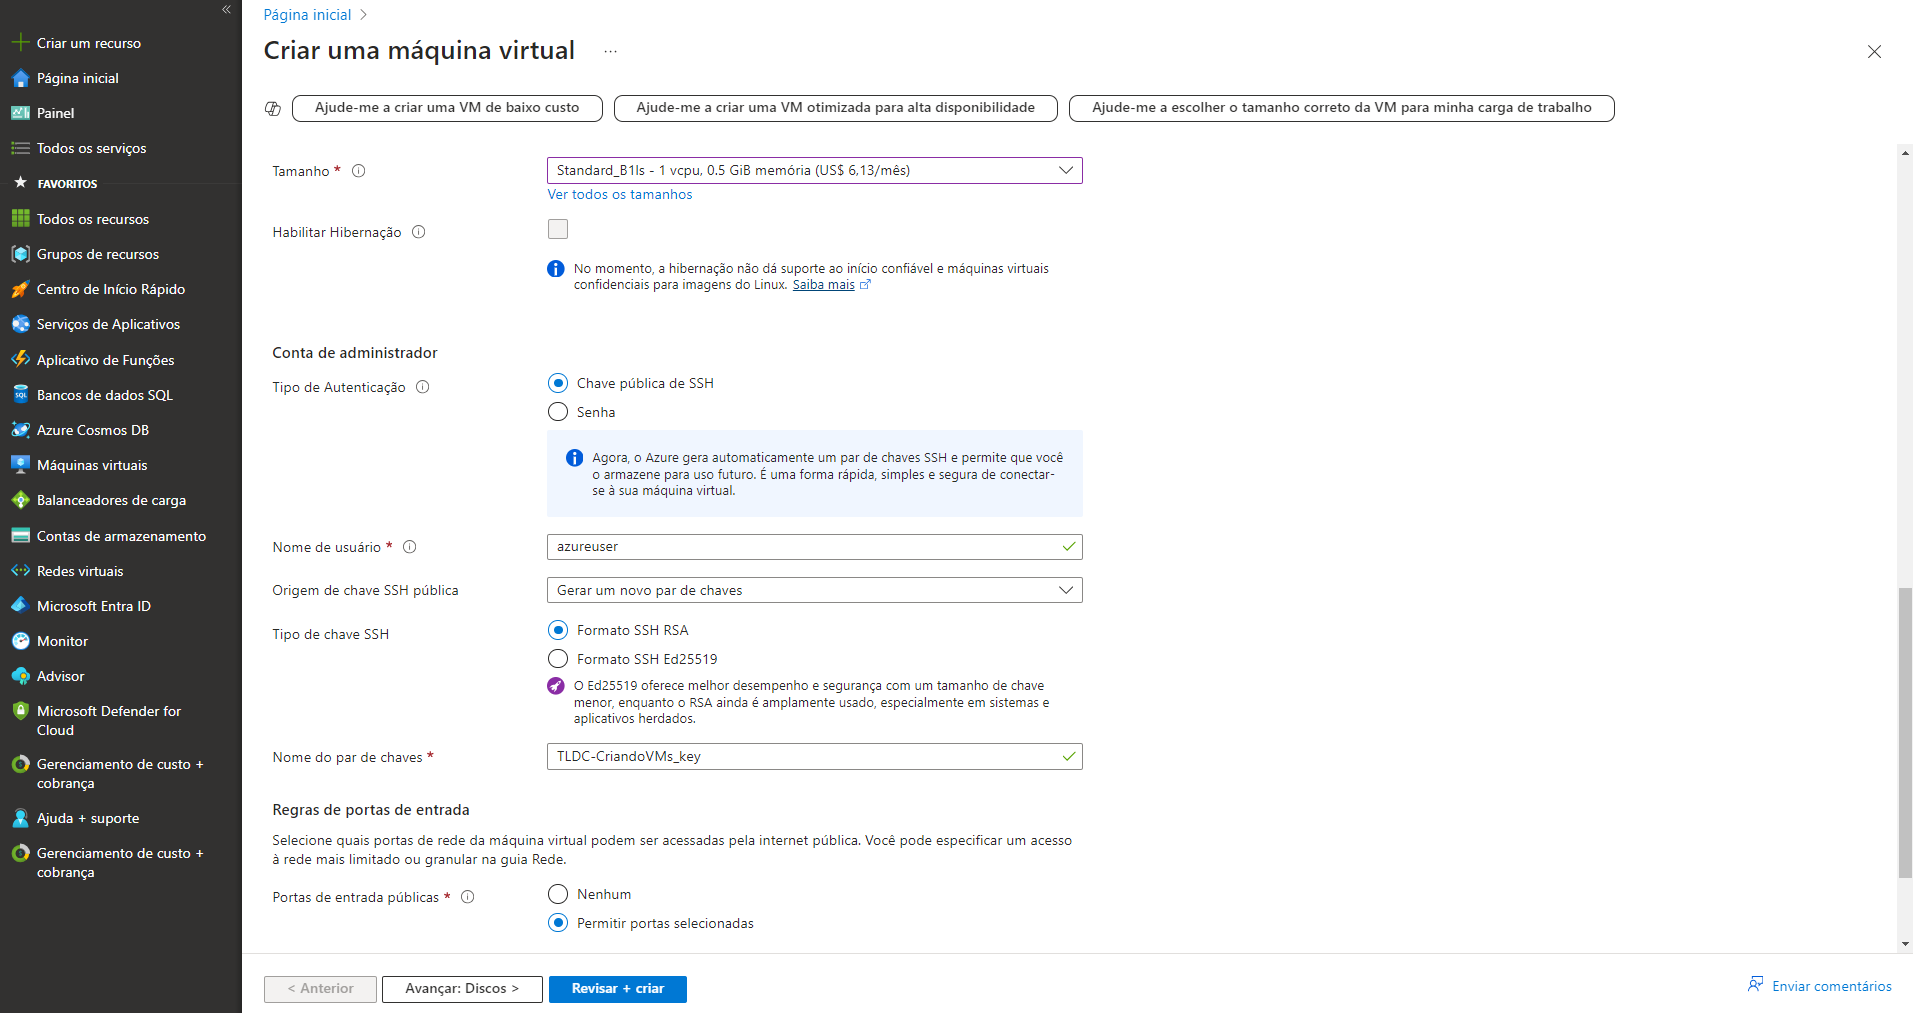 «
Criar um recurso
Página inicial
Painel
Todos os serviços
FAVORITOS
Todos os recursos
Grupos de recursos
Centro de Início Rápido
Serviços de Aplicativos
Aplicativo de Funções
SQL
Bancos de dados SQL
Azure Cosmos DB
Máquinas virtuais
Balanceadores de carga
Contas de armazenamento
Redes virtuais
Microsoft Entra ID
Monitor
Advisor
Microsoft Defender for
Cloud
Gerenciamento de custo +
cobrança
Ajuda + suporte
Gerenciamento de custo +
cobrança
Página inicial >
Criar uma máquina virtual ...
Ajude-me a criar uma VM de baixo custo
Ajude-me a criar uma VM otimizada para alta disponibilidade
Ajude-me a escolher o tamanho correto da VM para minha carga de trabalho
Tamanho *
Standard_B1ls - 1 vcpu, 0.5 GiB memória (US$ 6,13/mês)
Ver todos os tamanhos
Habilitar Hibernação
No momento, a hibernação não dá suporte ao início confiável e máquinas virtuais
confidenciais para imagens do Linux. Saiba mais
Conta de administrador
Tipo de Autenticação
Chave pública de SSH
Senha
Agora, o Azure gera automaticamente um par de chaves SSH e permite que você
o armazene para uso futuro. É uma forma rápida, simples e segura de conectar-
se à sua máquina virtual.
Nome de usuário *
azureuser
Origem de chave SSH pública
Gerar um novo par de chaves
Tipo de chave SSH
Formato SSH RSA
Formato SSH Ed25519
O Ed25519 oferece melhor desempenho e segurança com um tamanho de chave
menor, enquanto o RSA ainda é amplamente usado, especialmente em sistemas e
aplicativos herdados.
Nome do par de chaves *
TLDC-CriandoVMs_key
Regras de portas de entrada
Selecione quais portas de rede da máquina virtual podem ser acessadas pela internet pública. Você pode especificar um acesso
à rede mais limitado ou granular na guia Rede.
Portas de entrada públicas *
Nenhum
Permitir portas selecionadas
< Anterior
Avançar: Discos >
Revisar + criar
Enviar comentários